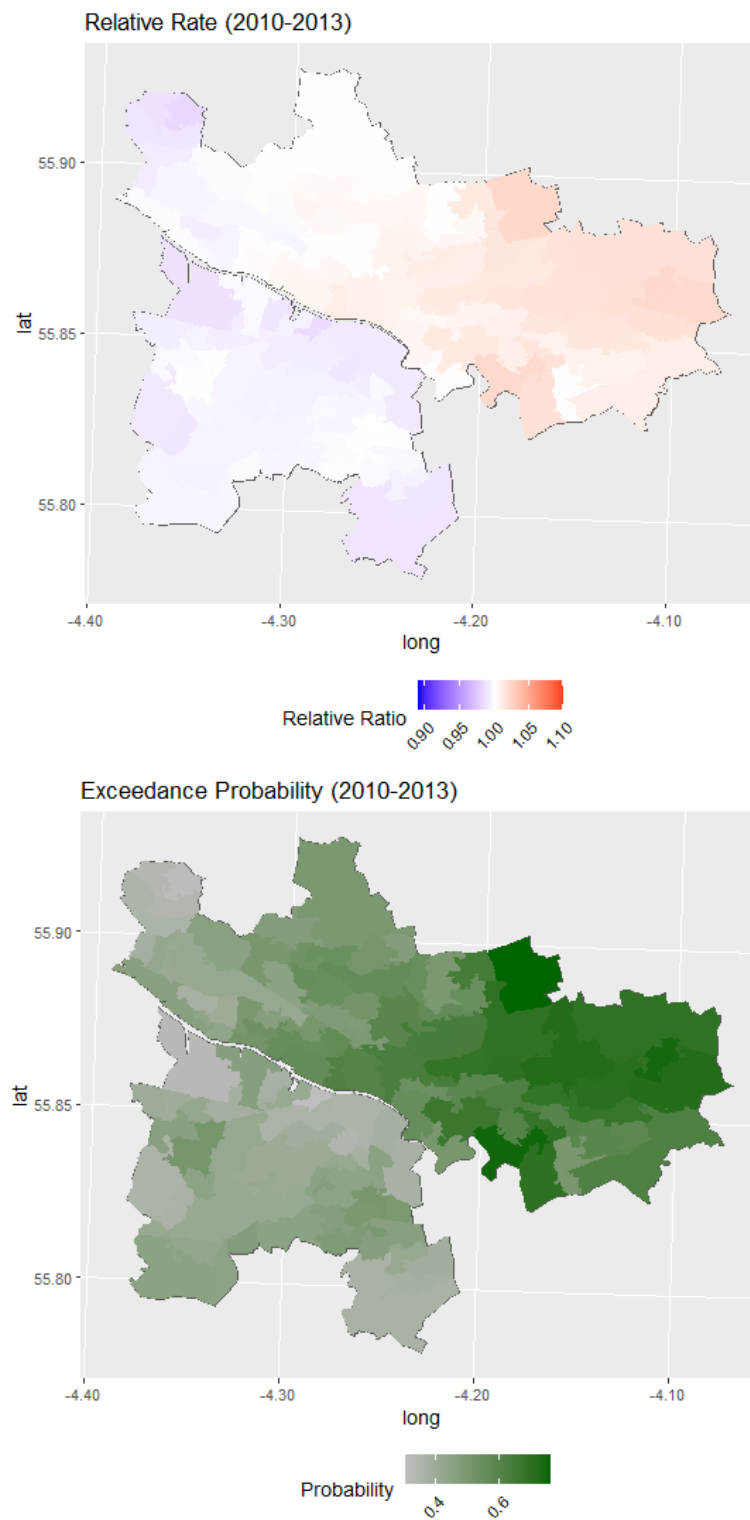 Relative Rate (2010-2013)
55.90
55.85
55.80
lat
-4.40 -4.30 -4.20 -4.10
long
Relative Ratio
0.90 0.95 1.00 1.05 1.10
Exceedance Probability (2010-2013)
55.90
55.85
55.80
lat
-4.40 -4.30 -4.20 -4.10
long
Probability
0.4 0.6